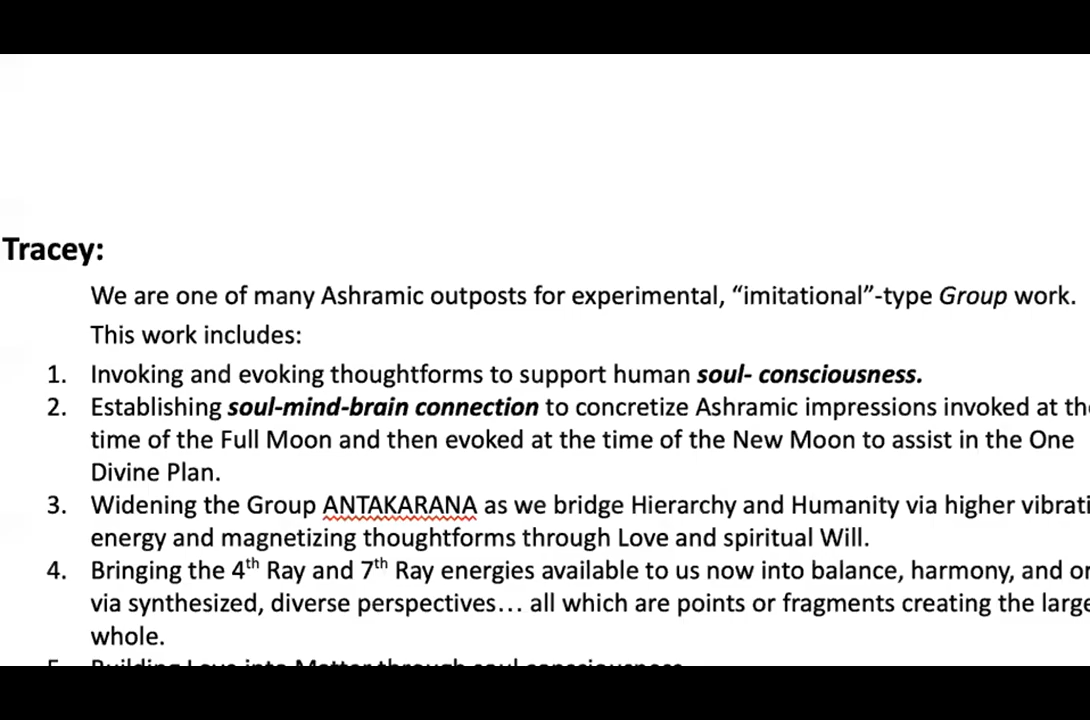 Tracey:
We are one of many Ashramic outposts for experimental, “imitational”-type Group work.
This work includes:
1. Invoking and evoking thoughtforms to support human soul- consciousness.
2. Establishing soul-mind-brain connection to concretize Ashramic impressions invoked at
time of the Full Moon and then evoked at the time of the New Moon to assist in the One
Divine Plan.
3. Widening the Group ANTAKARANA as we bridge Hierarchy and Humanity via higher
energy and magnetizing thoughtforms through Love and spiritual Will.
4. Bringing the 4th Ray and 7th Ray energies available to us now into balance, harmony, and
via synthesized, diverse perspectives... all which are points or fragments creating the
whole.
5. Building Love into Matter through soul consciousness